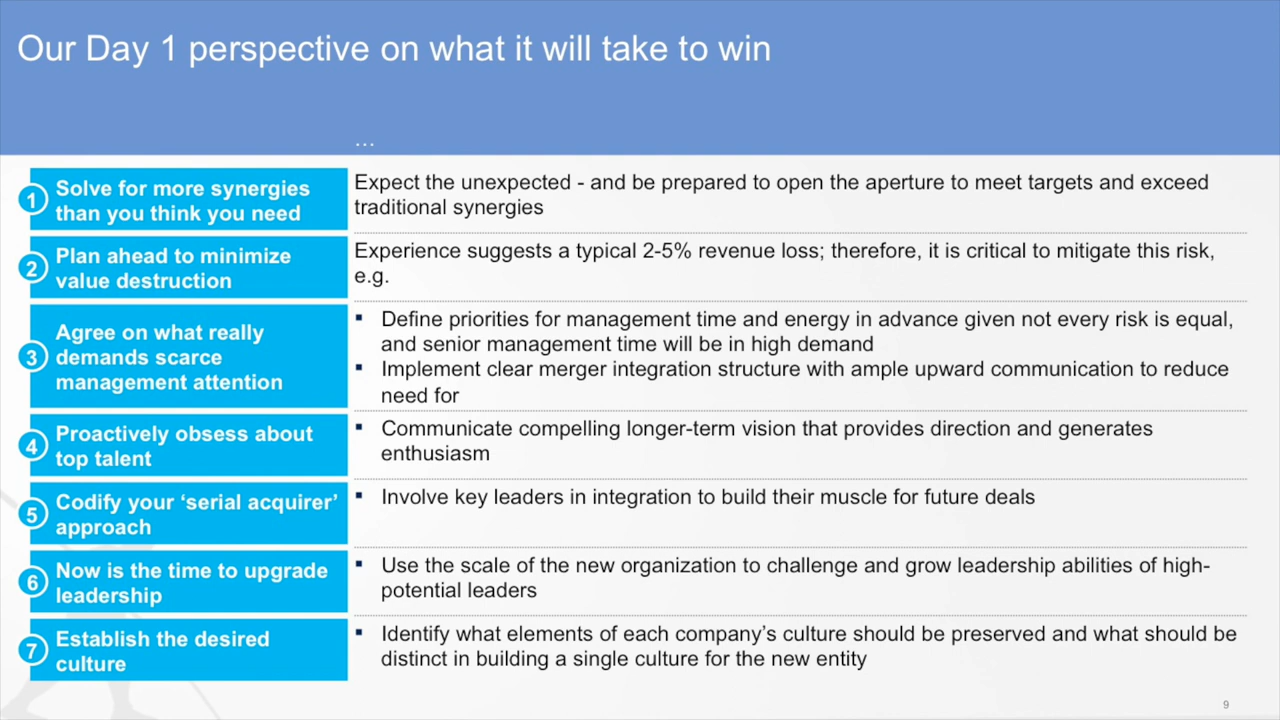 Our Day 1 perspective on what it will take to win
…
1
Solve for more synergies
than you think you need
Expect the unexpected - and be prepared to open the aperture to meet targets and exceed
traditional synergies
2
Plan ahead to minimize
value destruction
Experience suggests a typical 2-5% revenue loss; therefore, it is critical to mitigate this risk,
e.g.
3
Agree on what really
demands scarce
management attention
▪ Define priorities for management time and energy in advance given not every risk is equal,
and senior management time will be in high demand
▪ Implement clear merger integration structure with ample upward communication to reduce
need for
4
Proactively obsess about
top talent
▪ Communicate compelling longer-term vision that provides direction and generates
enthusiasm
5
Codify your ‘serial acquirer’
approach
▪ Involve key leaders in integration to build their muscle for future deals
6
Now is the time to upgrade
leadership
▪ Use the scale of the new organization to challenge and grow leadership abilities of high-
potential leaders
7
Establish the desired
culture
▪ Identify what elements of each company’s culture should be preserved and what should be
distinct in building a single culture for the new entity
9